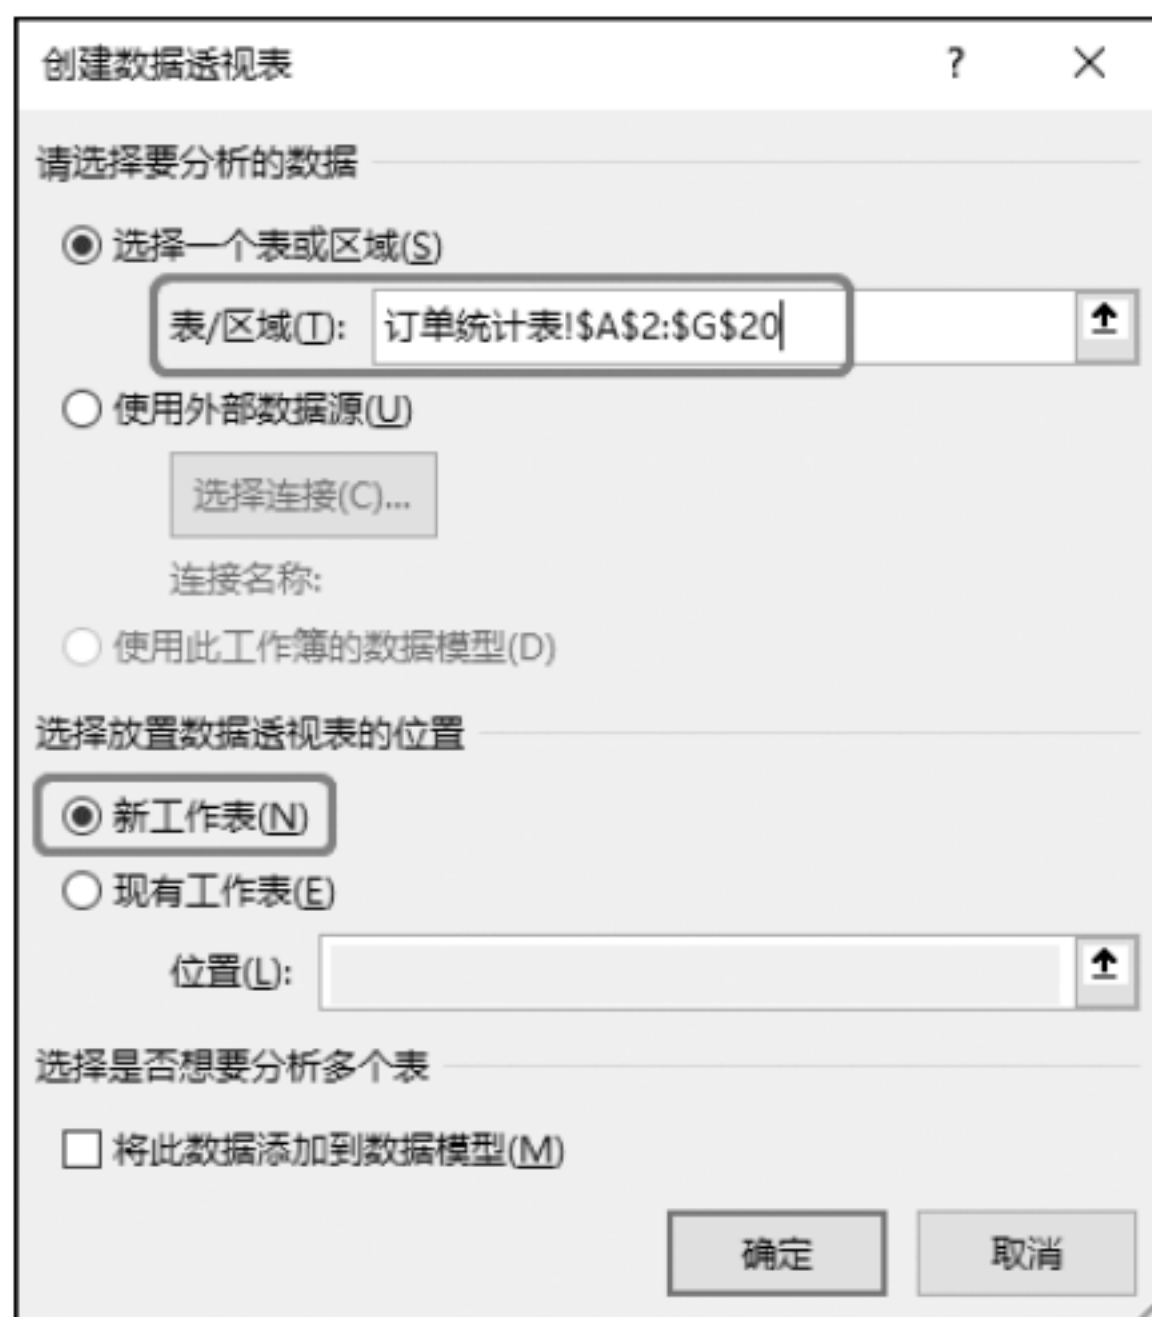 创建数据透视表 ?
请选择要分析的数据
选择一个表或区域(S)
表/区域(T): 订单统计表!$A$2:$G$20
使用外部数据源(U)
选择连接(C)...
连接名称:
使用此工作簿的数据模型(D)
选择放置数据透视表的位置
新工作表(N)
现有工作表(E)
位置(L):
选择是否想要分析多个表
将此数据添加到数据模型(M)
确定 取消